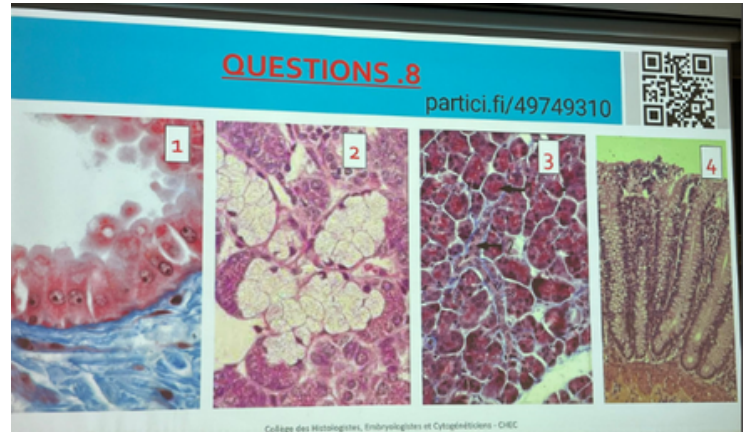 QUESTIONS .8
partici.fi/49749310
1
2
3
4
Collège des Histologistes, Embryologistes et Cytogénéticiens - CHEC